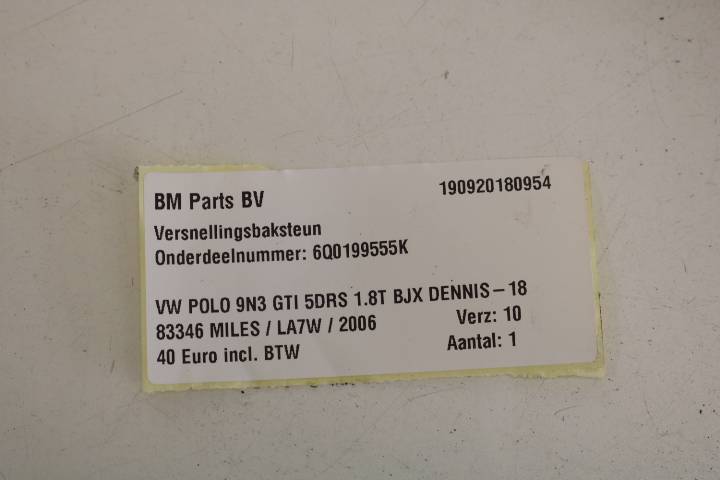 BM Parts BV 190920180954
Versnellingsbaksteun
Onderdeelnummer: 6Q0199555K
VW POLO 9N3 GTI 5DRS 1.8T BJX DENNIS-18
83346 MILES / LA7W / 2006 Verz: 10
40 Euro incl. BTW Aantal: 1